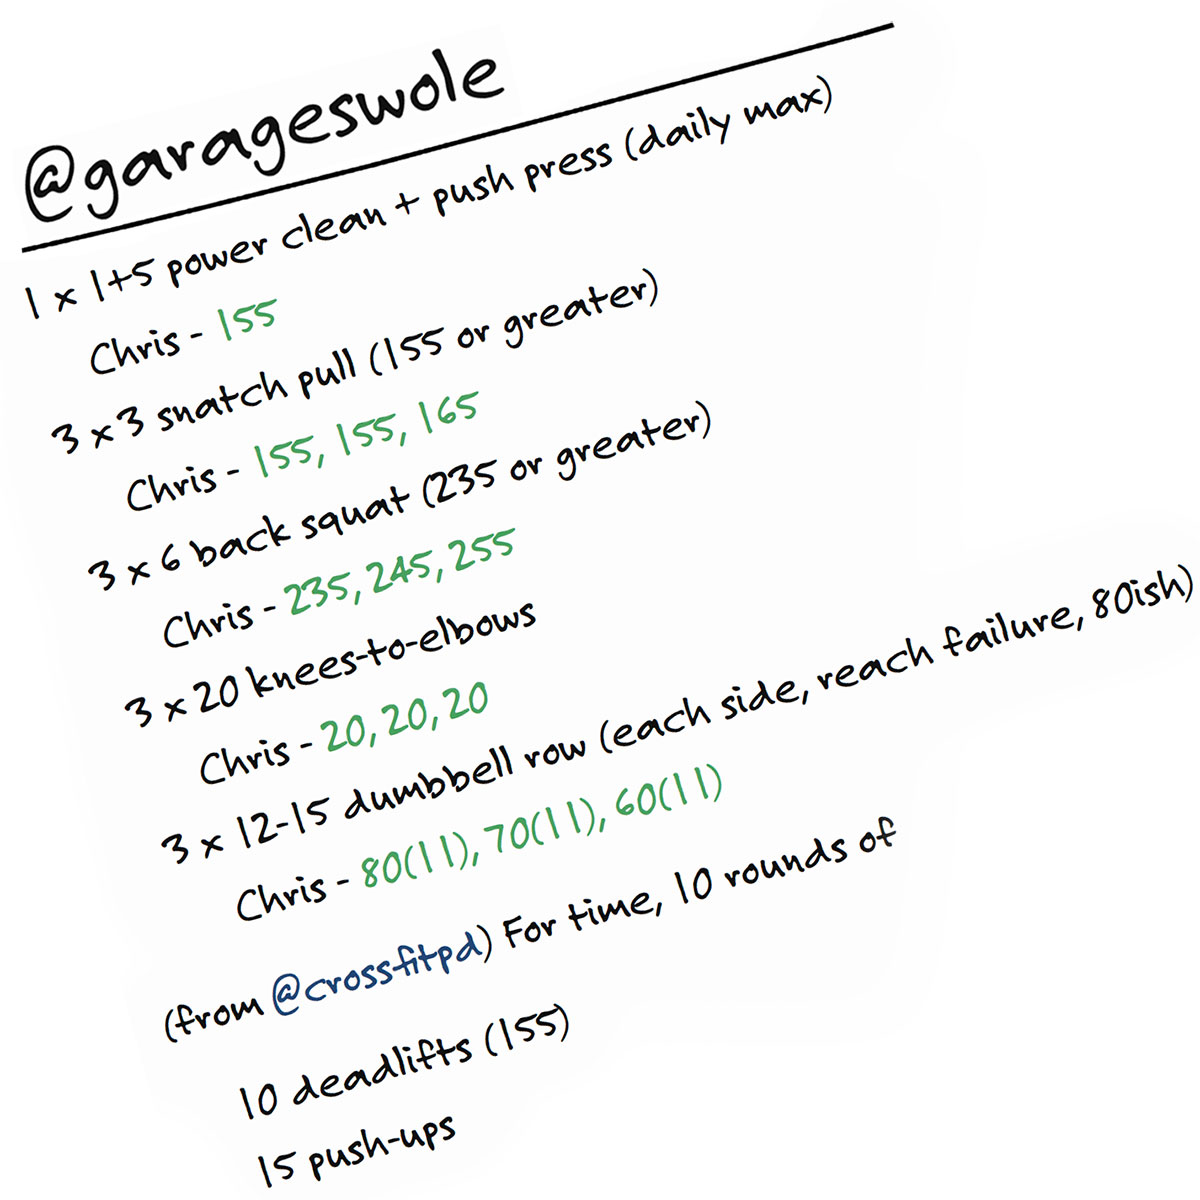 @garageswole
1 x 1+5 power clean + push press (daily max)
Chris - 155
3 x 3 snatch pull (155 or greater)
Chris - 155, 155, 165
3 x 6 back squat (235 or greater)
Chris - 235, 245, 255
3 x 20 knees-to-elbows
Chris - 20, 20, 20
3 x 12-15 dumbbell row (each side, reach failure, 80ish)
Chris - 80(11), 70(11), 60(11)
(from @crossfitpd) For time, 10 rounds of
10 deadlifts (155)
15 push-ups